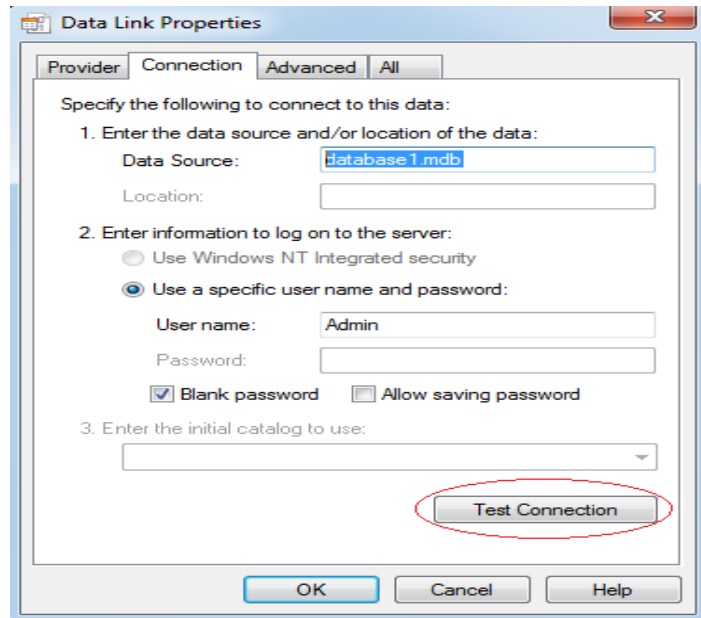 Data Link Properties
Provider Connection Advanced All
Specify the following to connect to this data:
1. Enter the data source and/or location of the data:
Data Source: database1.mdb
Location:
2. Enter information to log on to the server:
Use Windows NT Integrated security
Use a specific user name and password:
User name: Admin
Password:
Blank password Allow saving password
3. Enter the initial catalog to use:
Test Connection
OK Cancel Help